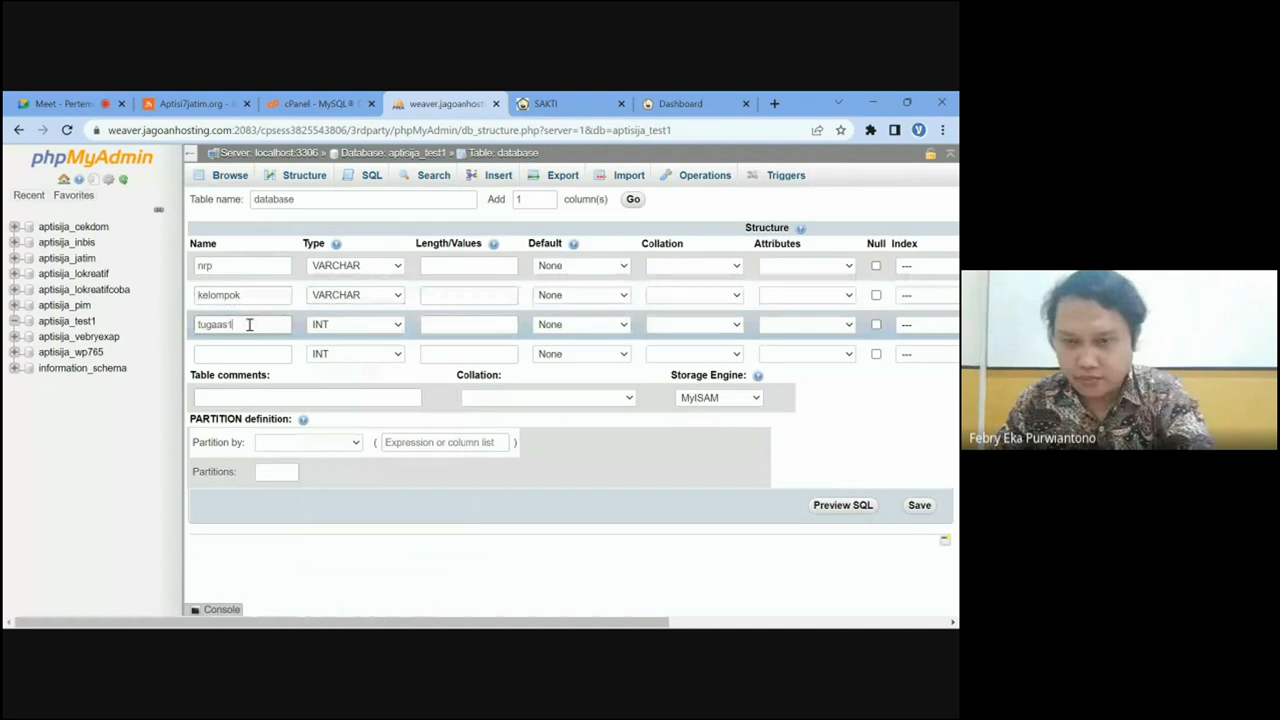 Meet - Pertem
Aptisi7jatim.org -
cPanel - MySQL®
weaver.jagoanhosti
SAKTI
Dashboard
weaver.jagoanhosting.com:2083/cpsess3825543806/3rdparty/phpMyAdmin/db_structure.php?server=1&db=aptisija_test1
V
phpMyAdmin
Server: localhost:3306 » Database: aptisija_test1 » Table: database
Recent Favorites
Browse Structure SQL Search Insert Export Import Operations Triggers
Table name: database Add 1 column(s) Go
Structure
Name Type Length/Values Default Collation Attributes Null Index
nrp VARCHAR None ---
kelompok VARCHAR None ---
tugaas1 INT None ---
INT None ---
aptisija_cekdom
aptisija_inbis
aptisija_jatim
aptisija_lokreatif
aptisija_lokreatifcoba
aptisija_pim
aptisija_test1
aptisija_vebryexap
aptisija_wp765
information_schema
Table comments: Collation: Storage Engine:
MyISAM
PARTITION definition:
Partition by: ( Expression or column list )
Partitions:
Preview SQL Save
Console
Febry Eka Purwiantono